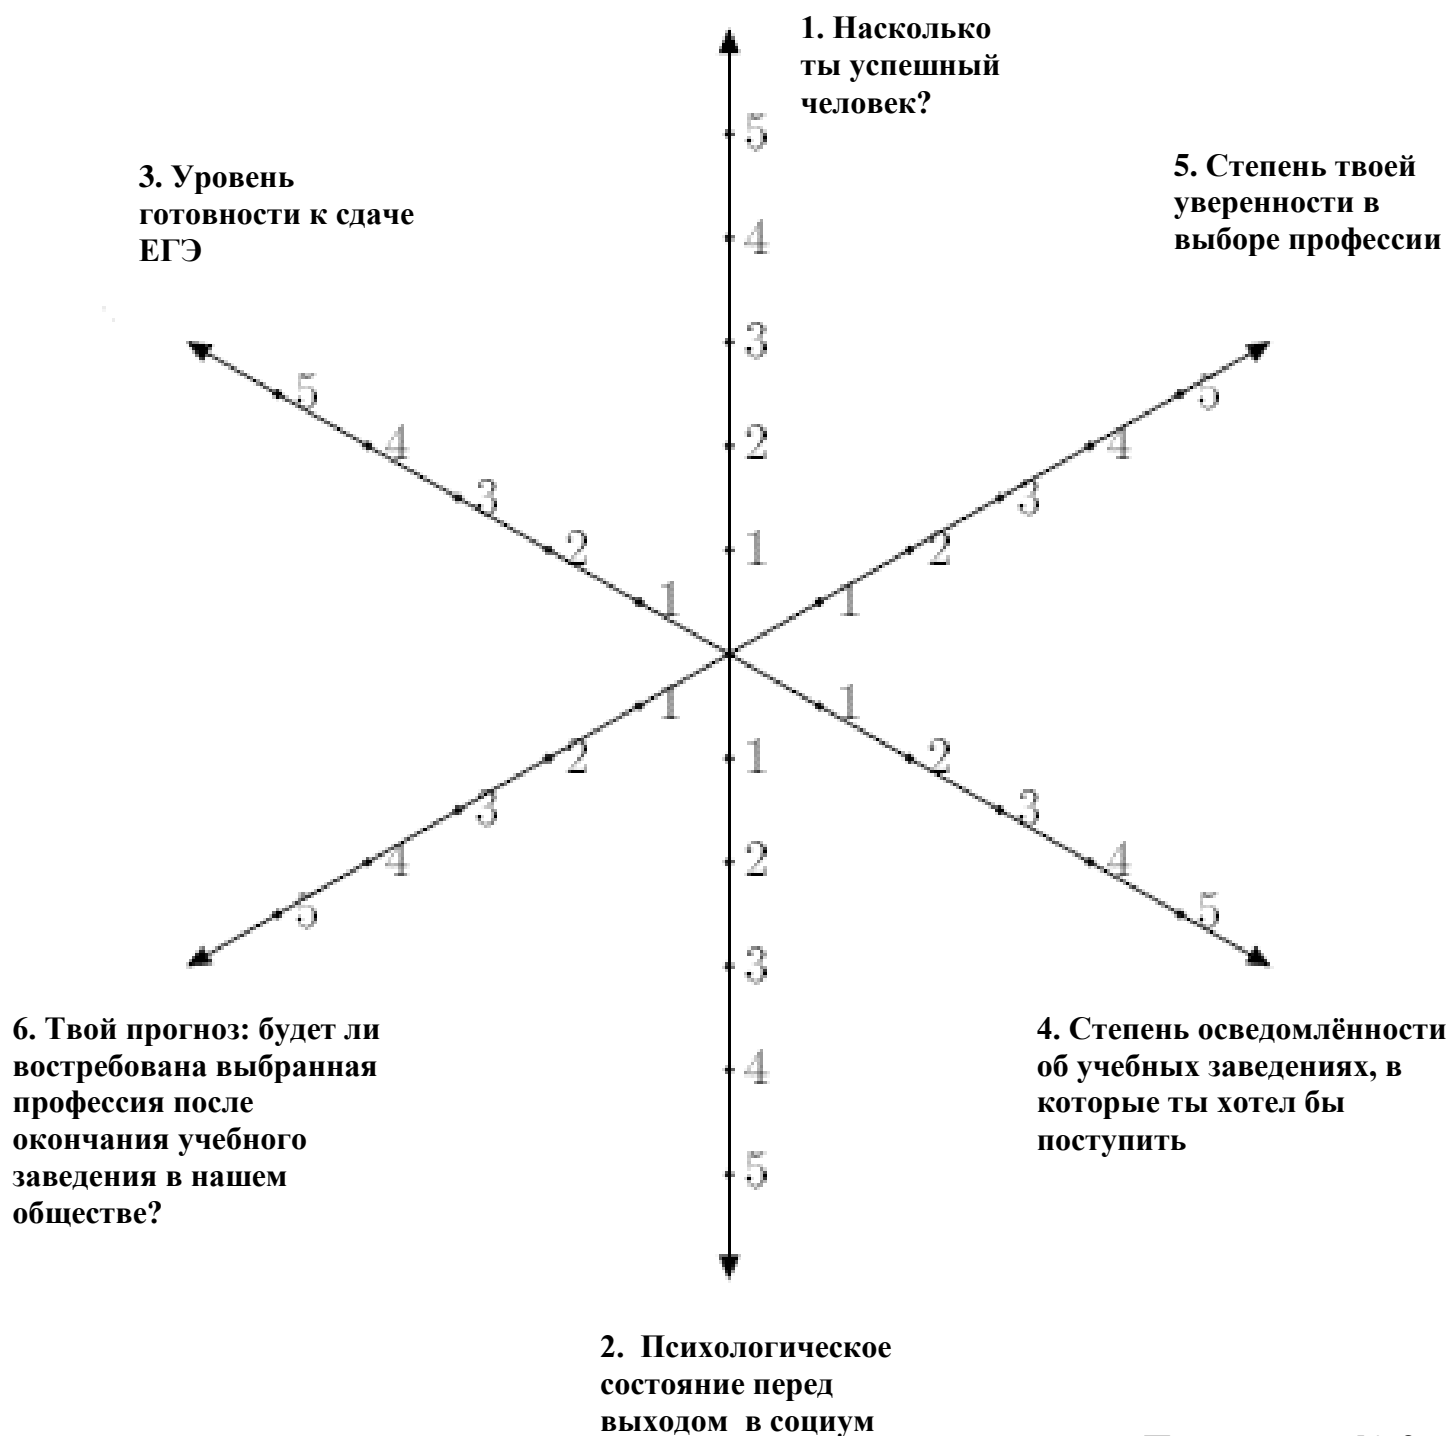 1. Насколько
ты успешный
человек?
5. Степень твоей
уверенности в
выборе профессии
3. Уровень
готовности к сдаче
ЕГЭ
5
4
3
2
1
5
4
3
2
1
5
4
3
2
1
1
2
3
4
5
1
2
3
4
5
1
2
3
4
5
6. Твой прогноз: будет ли
востребована выбранная
профессия после
окончания учебного
заведения в нашем
обществе?
4. Степень осведомлённости
об учебных заведениях, в
которые ты хотел бы
поступить
2. Психологическое
состояние перед
выходом в социум